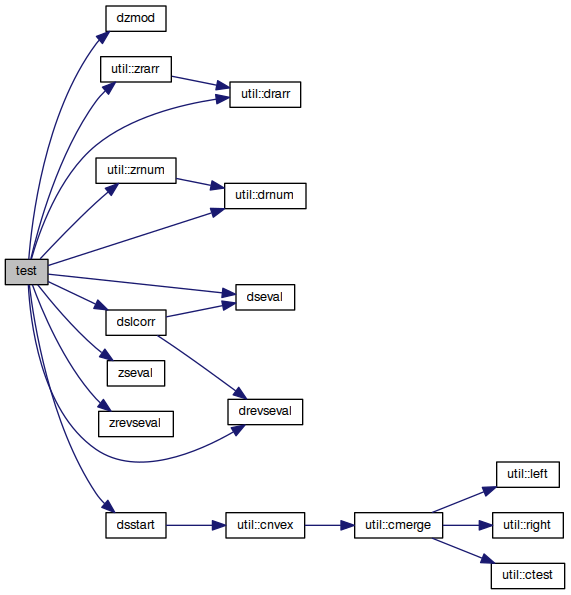 dzmod
util::zrarr
util::drarr
util::zrnum
util::drnum
test
dseval
dslcorr
zseval
drevseval
zrevseval
util::left
dsstart
util::cnvex
util::cmerge
util::right
util::ctest